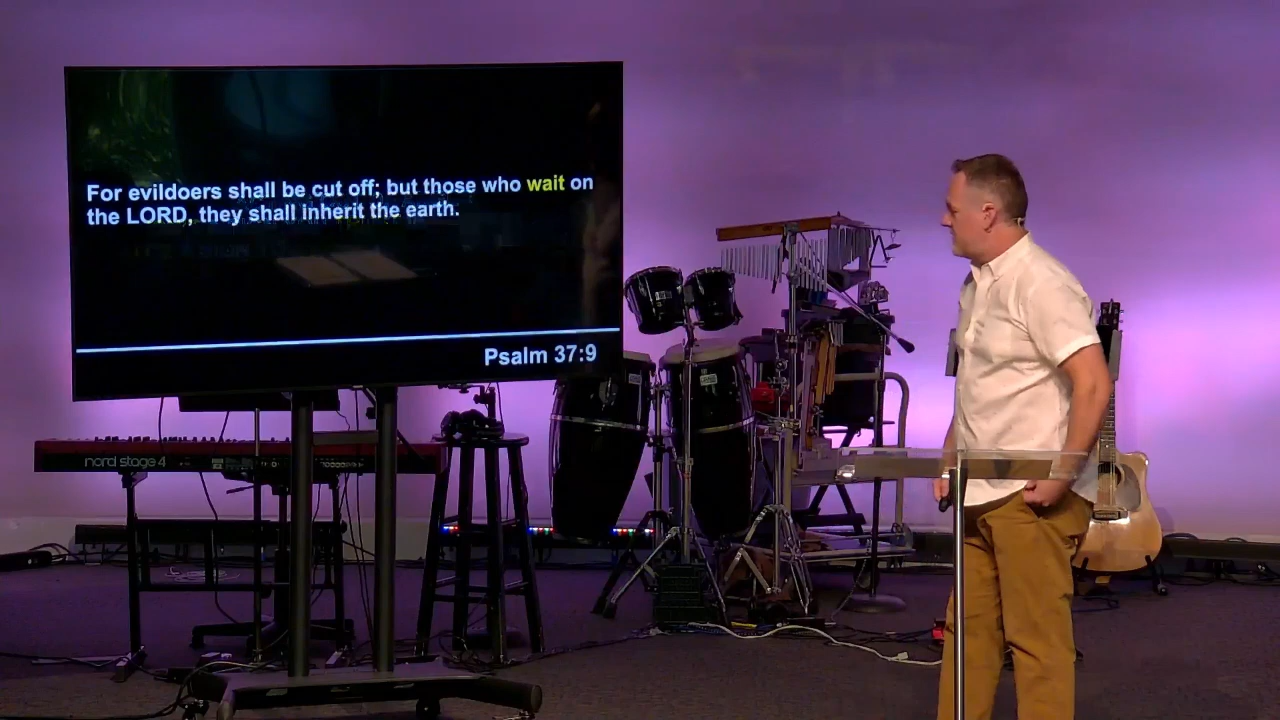 For evildoers shall be cut off; but those who wait on
the LORD, they shall inherit the earth.
Psalm 37:9
nord stage 4